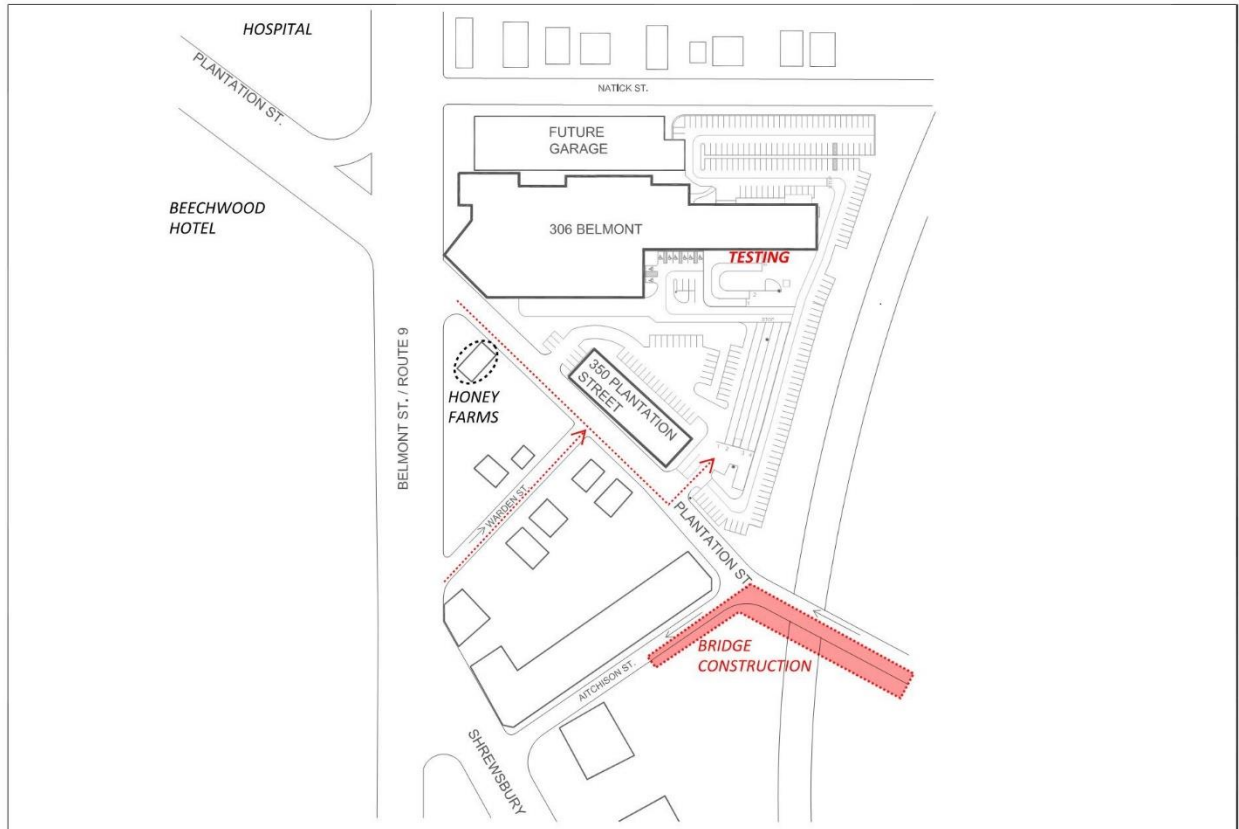 HOSPITAL
PLANTATION ST.
NATICK ST.
FUTURE
GARAGE
BEECHWOOD
HOTEL
306 BELMONT
TESTING
STOP
BELMONT ST. / ROUTE 9
HONEY
FARMS
350 PLANTATION
STREET
WARDEN ST.
PLANTATION ST.
BRIDGE
CONSTRUCTION
AITCHISON ST.
SHREWSBURY